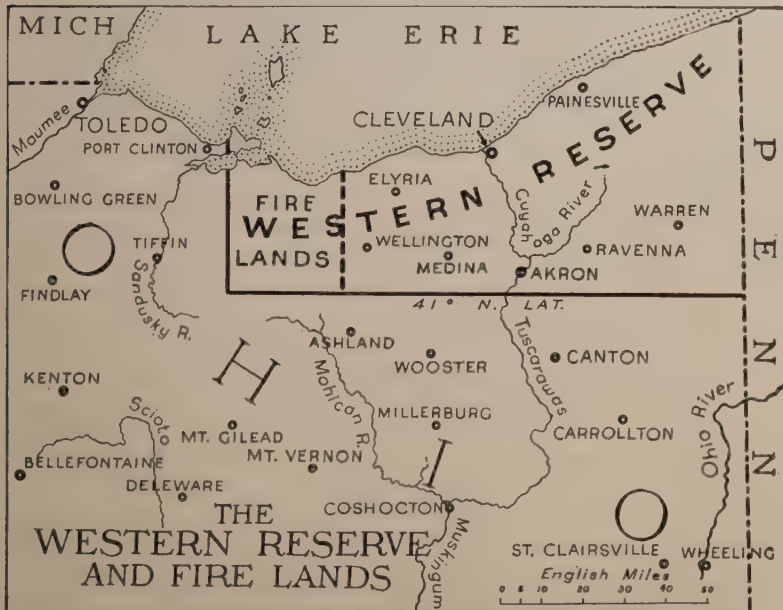 MICH
LAKE ERIE
Maumee
TOLEDO
PORT CLINTON
CLEVELAND
PAINESVILLE
PENN
BOWLING GREEN
FIRE
LANDS
WESTERN RESERVE
ELYRIA
Cuyahoga River
WARREN
WELLINGTON
MEDINA
RAVENNA
AKRON
TIFFIN
Sandusky R.
FINDLAY
41° N. LAT.
OHIO
ASHLAND
WOOSTER
Tuscarawas
CANTON
Mohican R.
KENTON
Scioto
MT. GILEAD
MILLERBURG
CARROLLTON
Ohio River
BELLEFONTAINE
MT. VERNON
DELEWARE
COSHOCTON
Muskingum
ST. CLAIRSVILLE
WHEELING
THE
WESTERN RESERVE
AND FIRE LANDS
English Miles
0 5 10 20 30 40 50